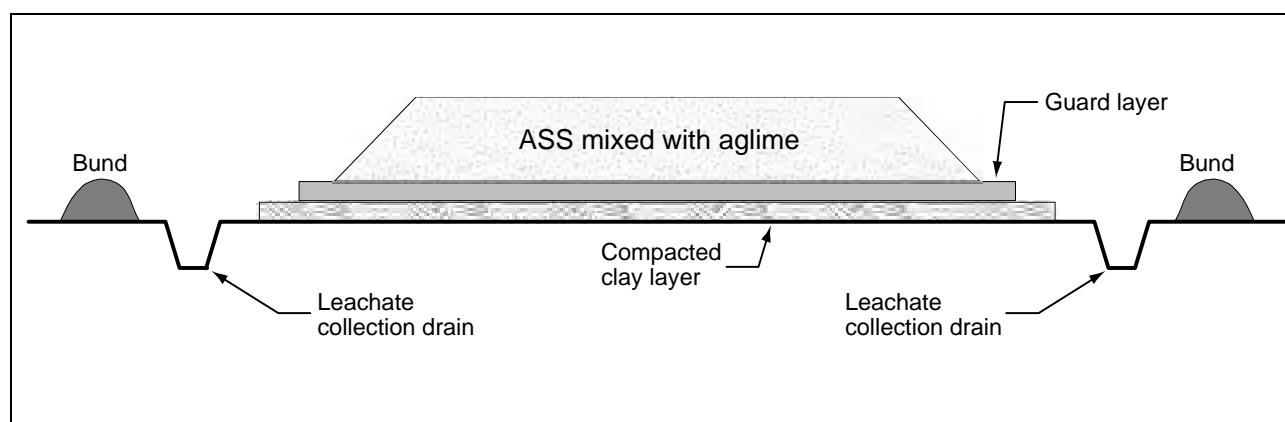 Guard layer
ASS mixed with aglime
Bund
Bund
Compacted
clay layer
Leachate
collection drain
Leachate
collection drain